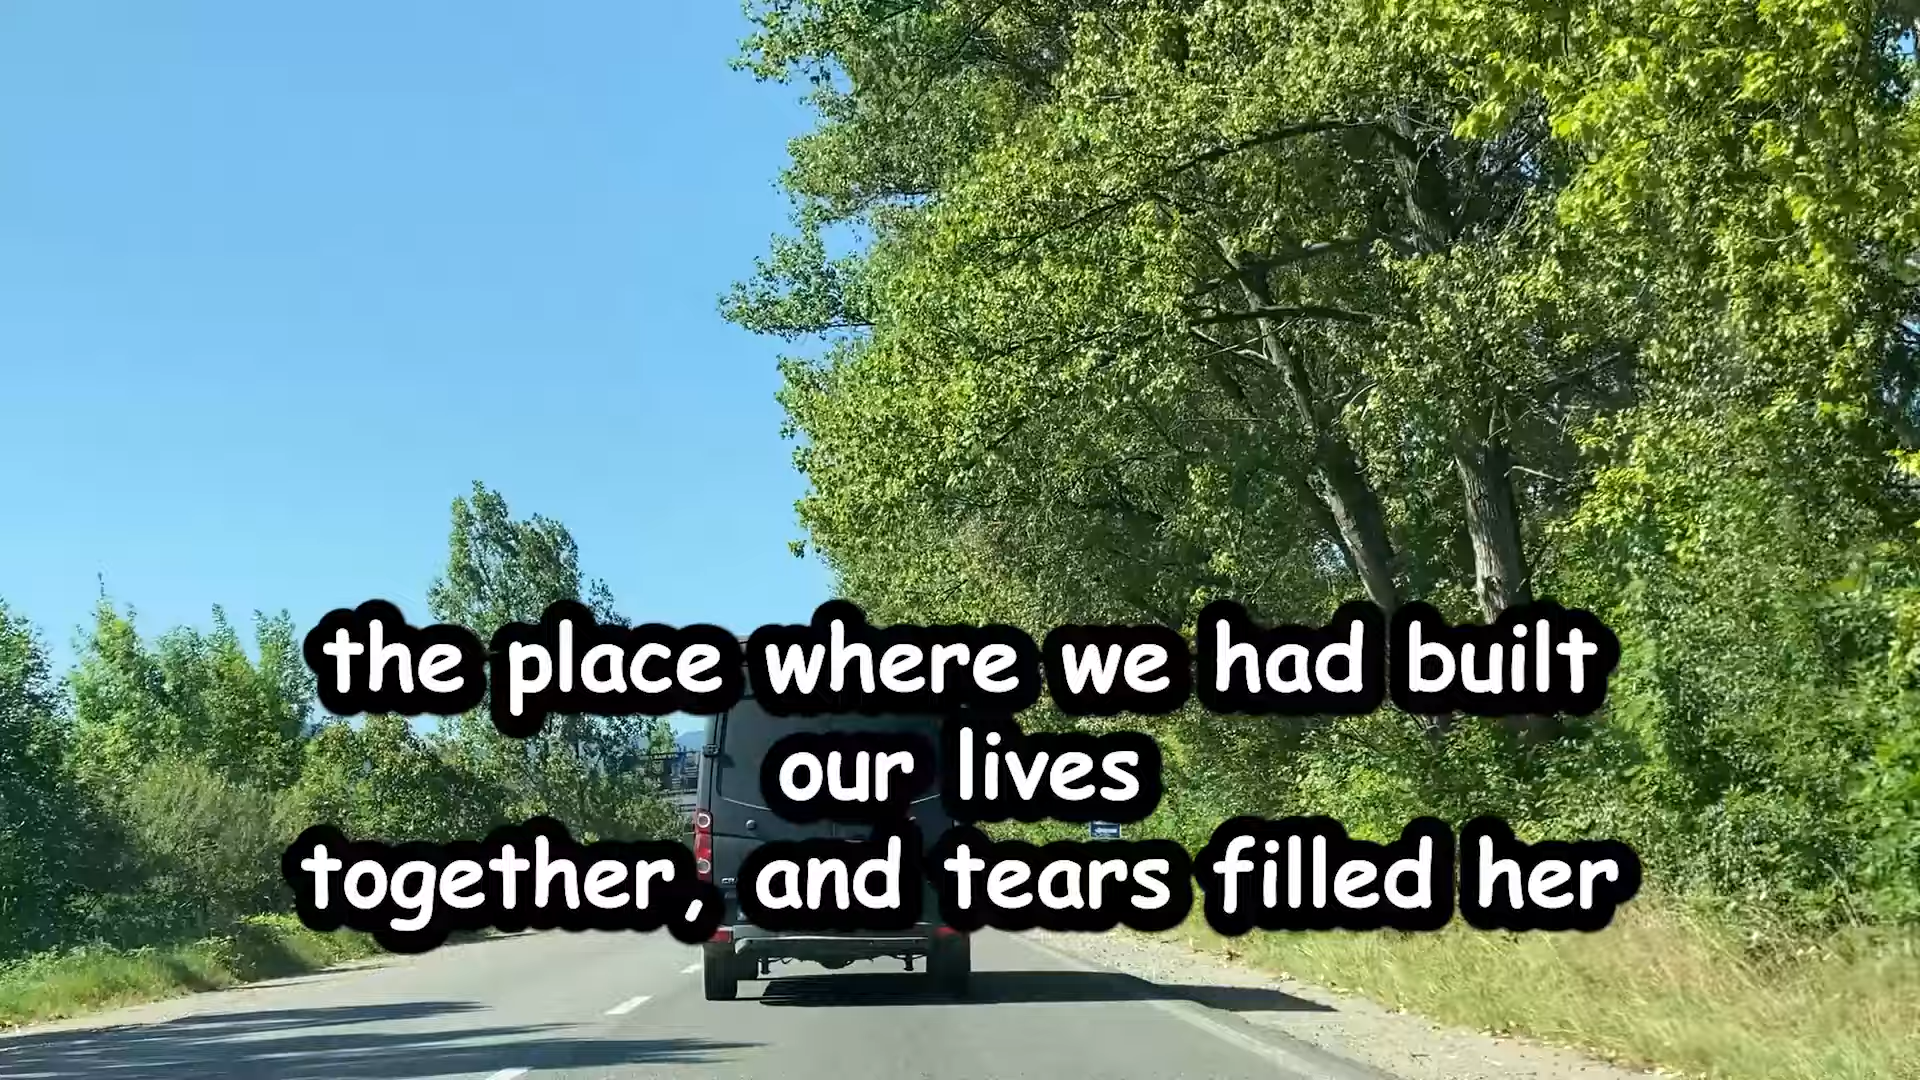 the place where we had built
our lives
together, and tears filled her